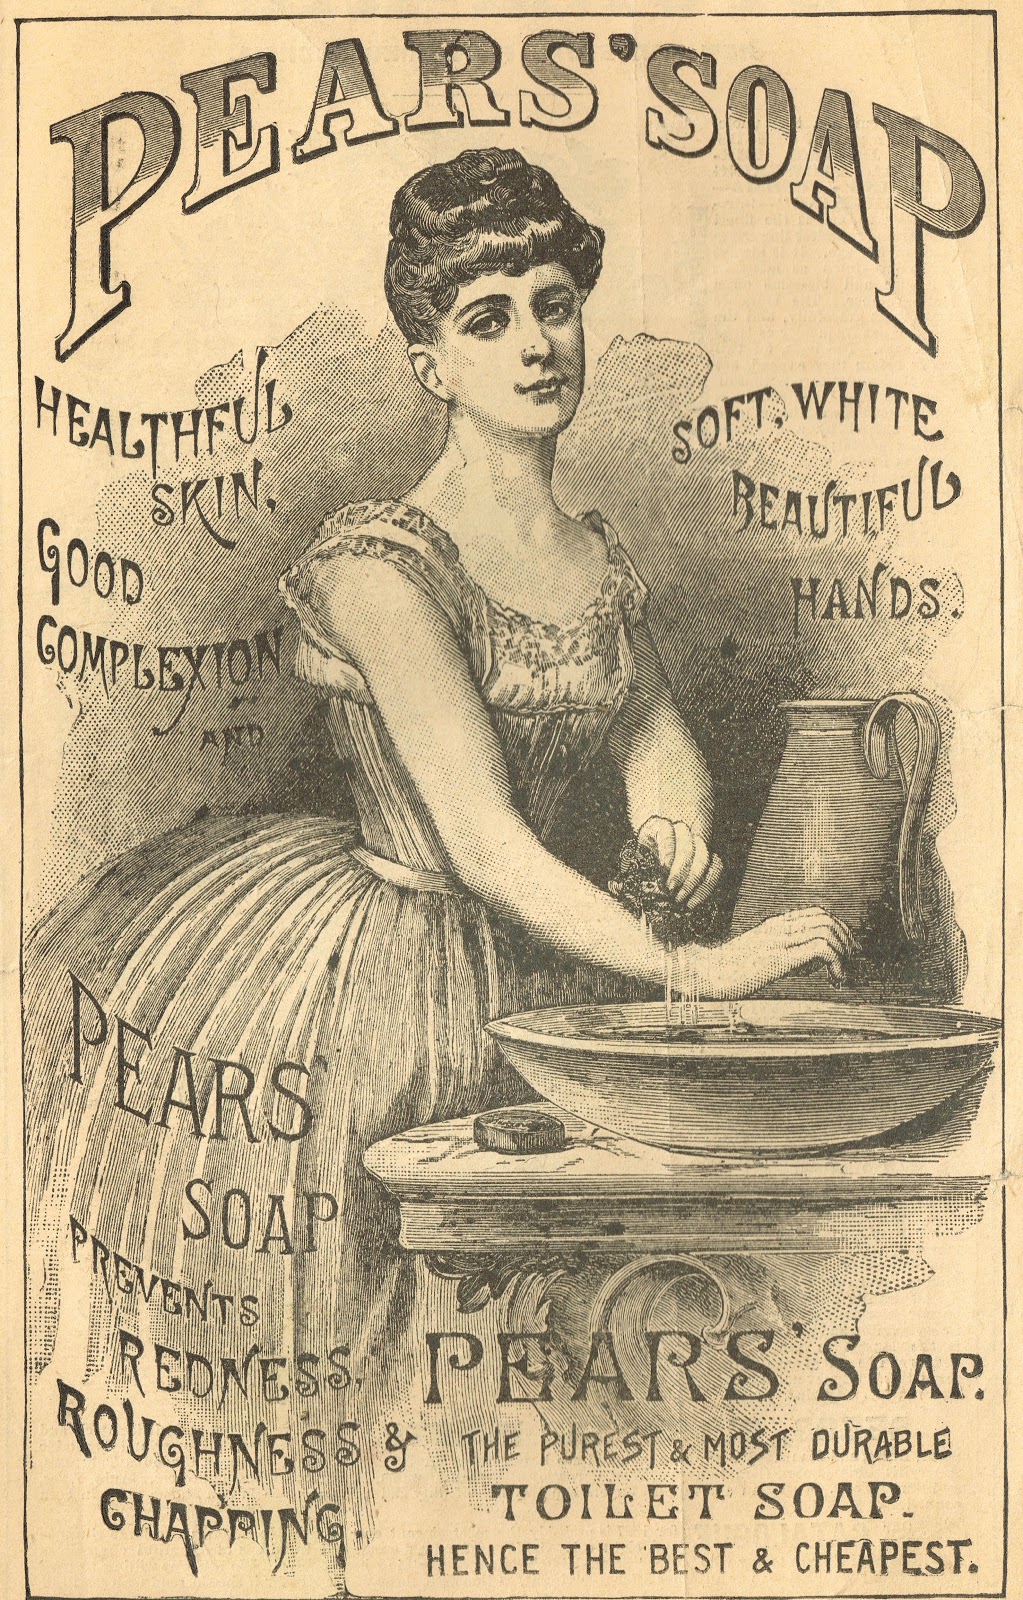 PEARS' SOAP
HEALTHFUL
SKIN,
GOOD
COMPLEXION
AND
SOFT, WHITE
BEAUTIFUL
HANDS.
PEARS'
SOAP
PREVENTS
REDNESS,
ROUGHNESS &
CHAPPING.
PEARS' SOAP.
THE PUREST & MOST DURABLE
TOILET SOAP.
HENCE THE BEST & CHEAPEST.